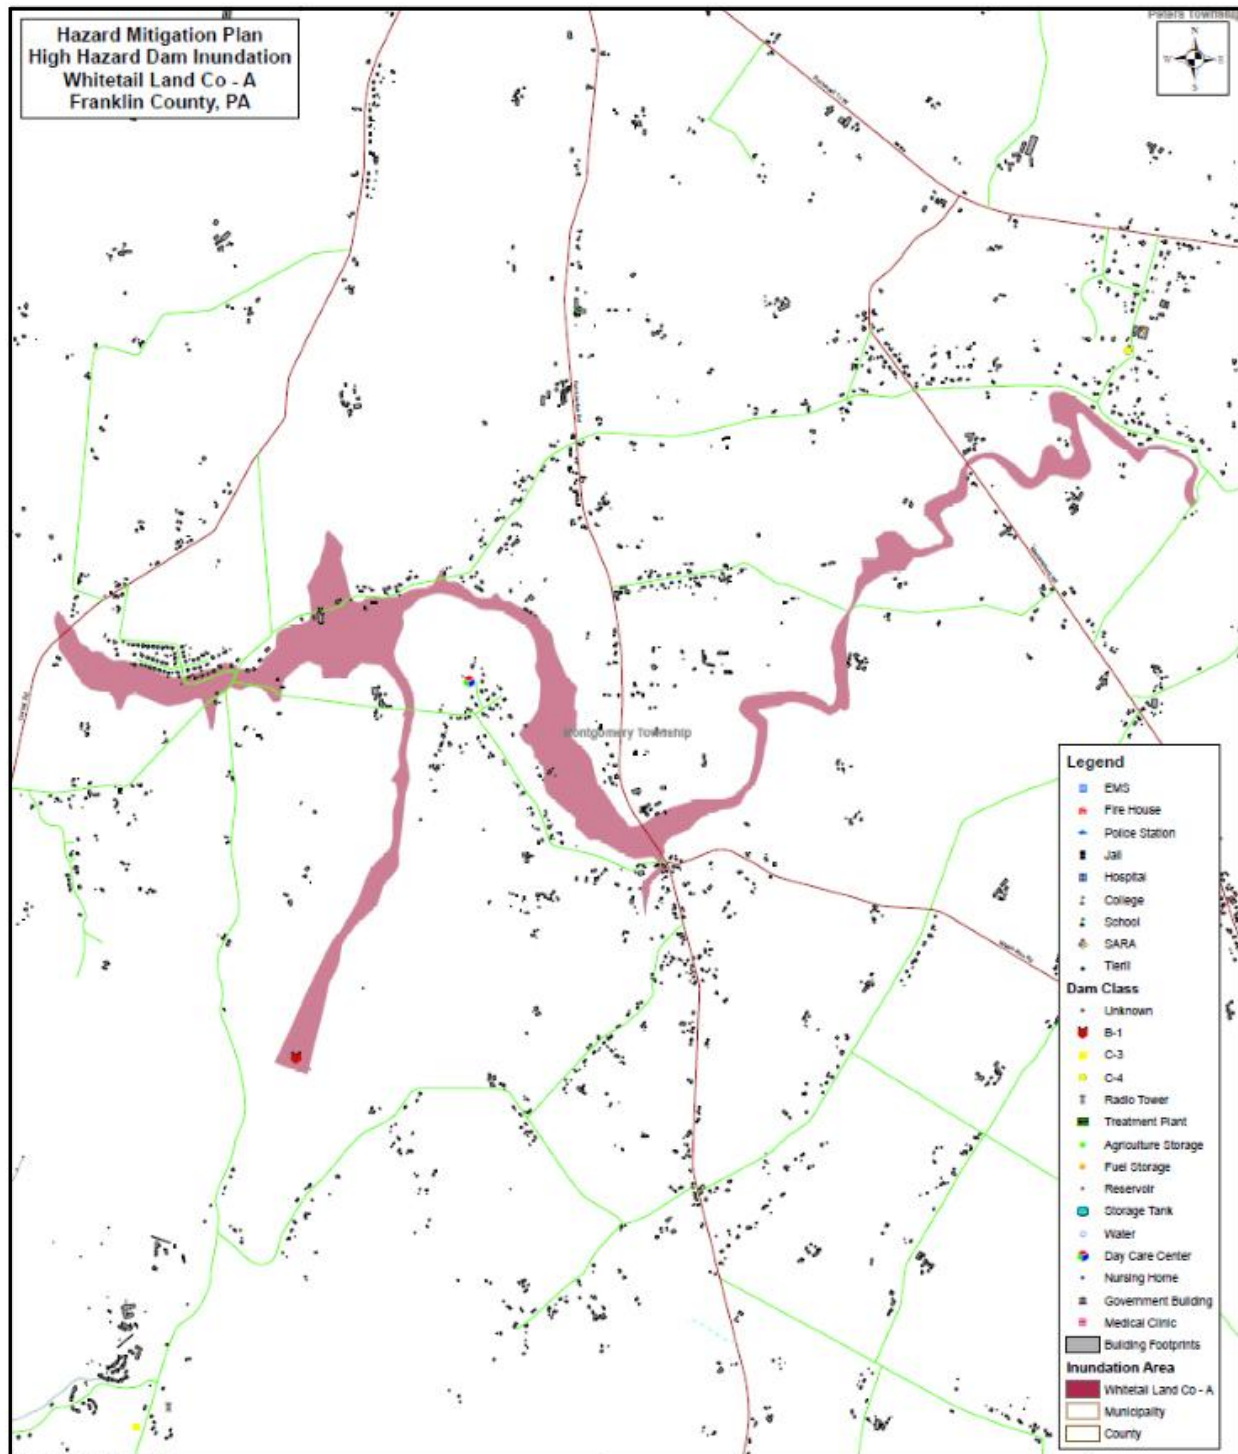 Hazard Mitigation Plan
High Hazard Dam Inundation
Whitetail Land Co - A
Franklin County, PA
Peters Township
N
W E
S
Montgomery Township
Legend
EMS
Fire House
Police Station
Jail
Hospital
College
School
SARA
TierII
Dam Class
Unknown
B-1
C-3
C-4
Radio Tower
Treatment Plant
Agriculture Storage
Fuel Storage
Reservoir
Storage Tank
Water
Day Care Center
Nursing Home
Government Building
Medical Clinic
Building Footprints
Inundation Area
Whitetail Land Co - A
Municipality
County